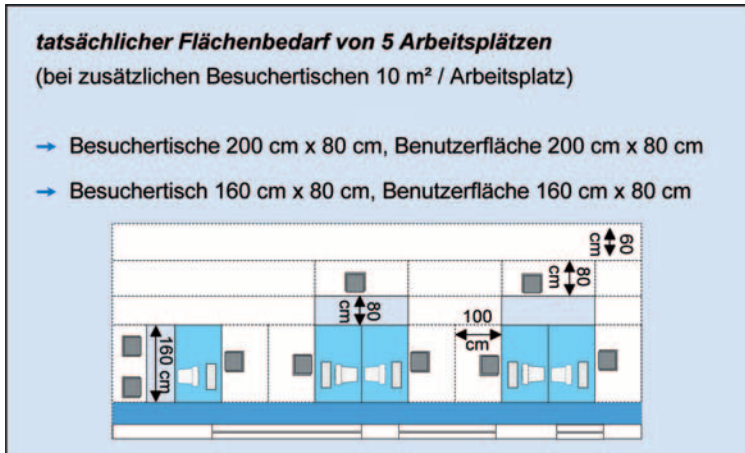 tatsächlicher Flächenbedarf von 5 Arbeitsplätzen
(bei zusätzlichen Besuchertischen 10 m² / Arbeitsplatz)
→ Besuchertische 200 cm x 80 cm, Benutzerfläche 200 cm x 80 cm
→ Besuchertisch 160 cm x 80 cm, Benutzerfläche 160 cm x 80 cm
60 cm
80 cm
80 cm
100 cm
160 cm